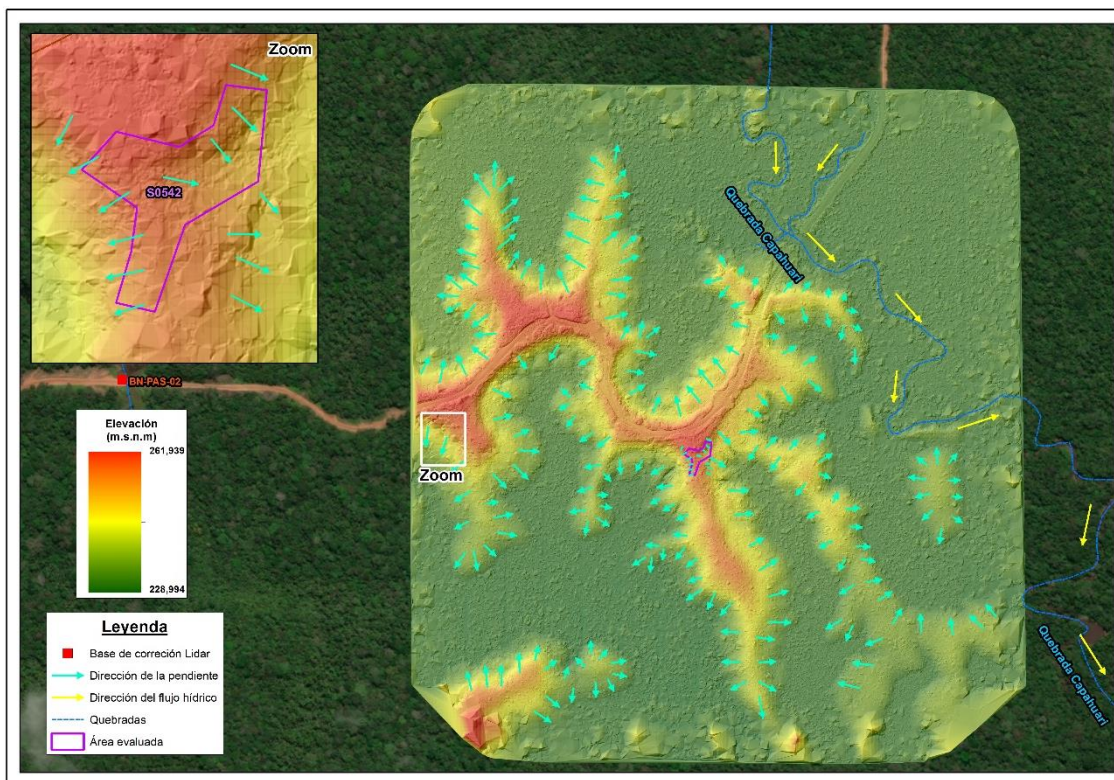 Zoom
S0542
BN-PAS-02
Zoom
Elevación
(m.s.n.m)
261,939
228,994
Leyenda
Base de correción Lidar
Dirección de la pendiente
Dirección del flujo hídrico
Quebradas
Área evaluada
Quebrada Capahuari
Quebrada Capahuari